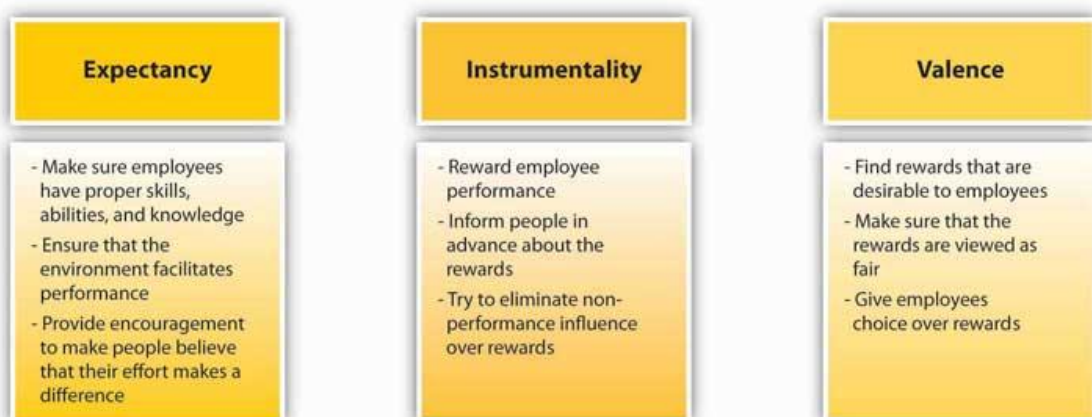 Expectancy
- Make sure employees
have proper skills,
abilities, and knowledge
- Ensure that the
environment facilitates
performance
- Provide encouragement
to make people believe
that their effort makes a
difference
Instrumentality
- Reward employee
performance
- Inform people in
advance about the
rewards
- Try to eliminate non-
performance influence
over rewards
Valence
- Find rewards that are
desirable to employees
- Make sure that the
rewards are viewed as
fair
- Give employees
choice over rewards